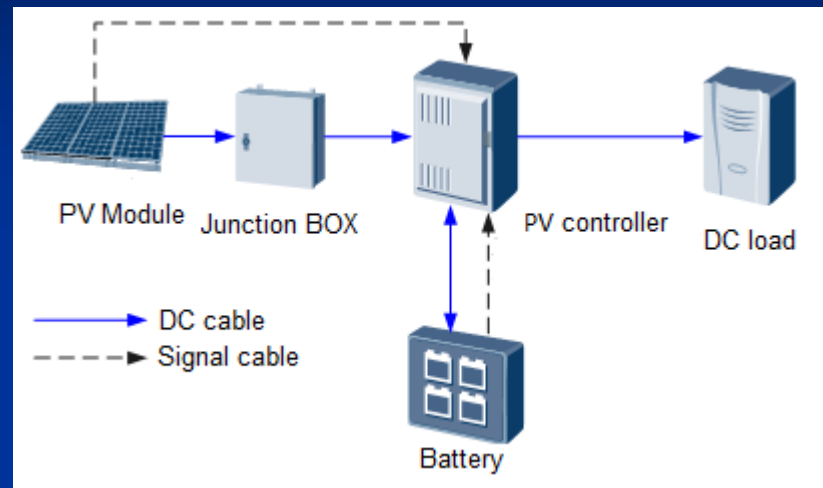 PV Module
Junction BOX
PV controller
DC load
DC cable
Signal cable
Battery